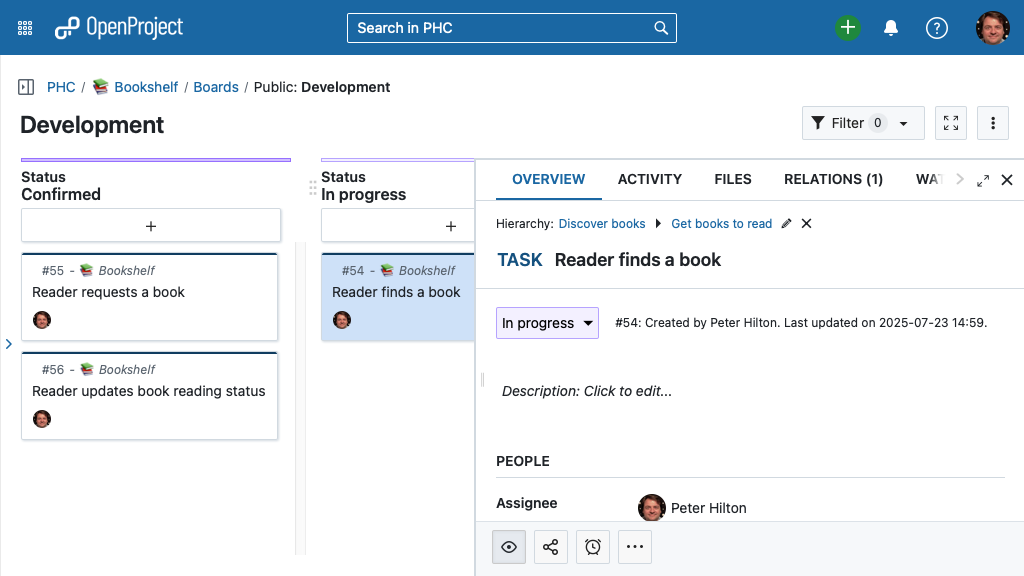 OpenProject
Search in PHC
PHC / Bookshelf / Boards / Public: Development
Development
Filter 0
Status
Confirmed
+
#55 - Bookshelf
Reader requests a book
#56 - Bookshelf
Reader updates book reading status
Status
In progress
+
#54 - Bookshelf
Reader finds a book
OVERVIEW ACTIVITY FILES RELATIONS (1) WAT
Hierarchy: Discover books Get books to read
TASK Reader finds a book
In progress #54: Created by Peter Hilton. Last updated on 2025-07-23 14:59.
Description: Click to edit...
PEOPLE
Assignee Peter Hilton